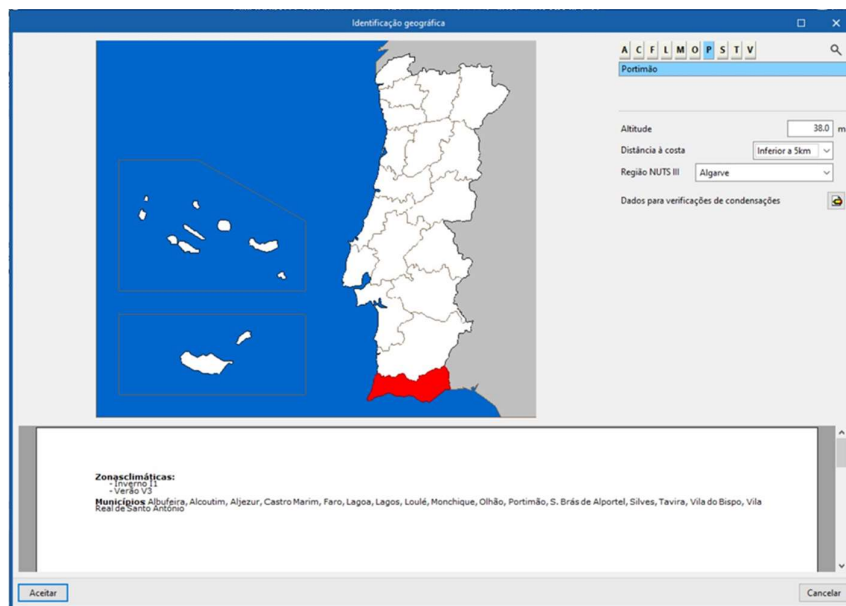 Identificação geográfica
A C F L M O P S T V
Portimão
Altitude 38.0 m
Distância à costa Inferior a 5km
Região NUTS III Algarve
Dados para verificações de condensações
Zonasclimáticas:
- Inverno I1
- Verão V3
Municípios Albufeira, Alcoutim, Aljezur, Castro Marim, Faro, Lagoa, Lagos, Loulé, Monchique, Olhão, Portimão, S. Brás de Alportel, Silves, Tavira, Vila do Bispo, Vila
Real de Santo António
Aceitar
Cancelar